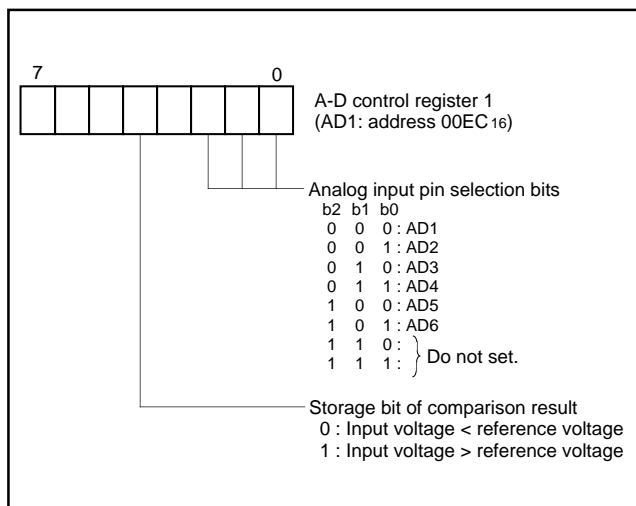 7 0
A-D control register 1
(AD1: address 00EC16)
Analog input pin selection bits
b2 b1 b0
0 0 0 : AD1
0 0 1 : AD2
0 1 0 : AD3
0 1 1 : AD4
1 0 0 : AD5
1 0 1 : AD6
1 1 0 :
1 1 1 :
Do not set.
Storage bit of comparison result
0 : Input voltage < reference voltage
1 : Input voltage > reference voltage